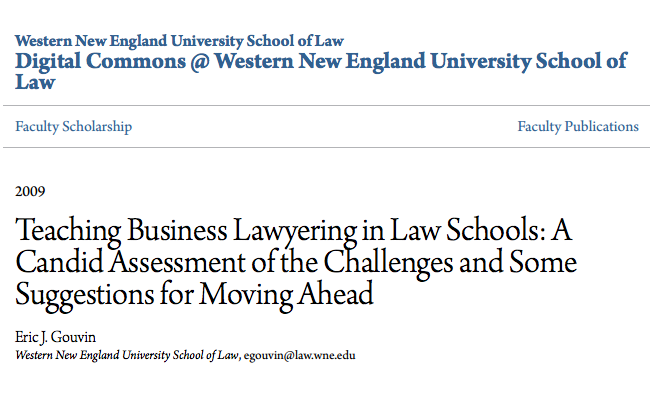 Western New England University School of Law
Digital Commons @ Western New England University School of
Law
Faculty Scholarship
Faculty Publications
2009
Teaching Business Lawyering in Law Schools: A
Candid Assessment of the Challenges and Some
Suggestions for Moving Ahead
Eric J. Gouvin
Western New England University School of Law, egouvin@law.wne.edu